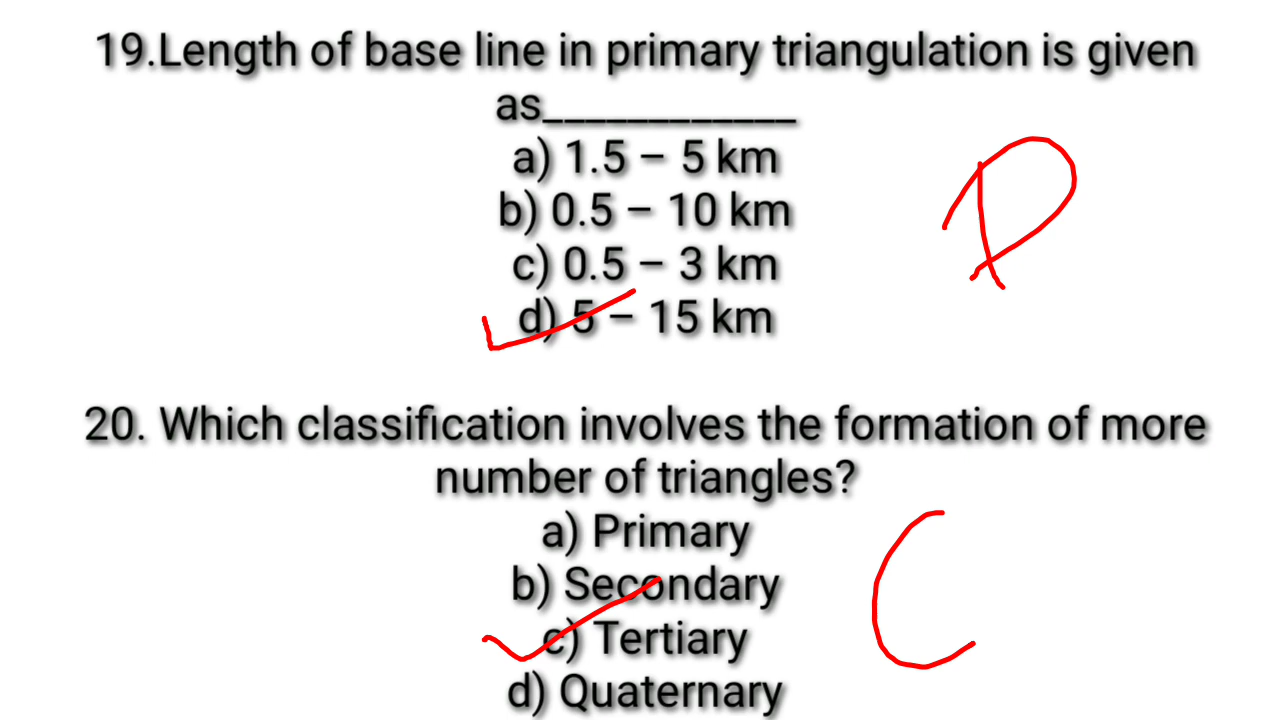 19.Length of base line in primary triangulation is given
as____________
a) 1.5 – 5 km
b) 0.5 – 10 km
c) 0.5 – 3 km
d) 5 – 15 km
D
20. Which classification involves the formation of more
number of triangles?
a) Primary
b) Secondary
c) Tertiary
d) Quaternary
C